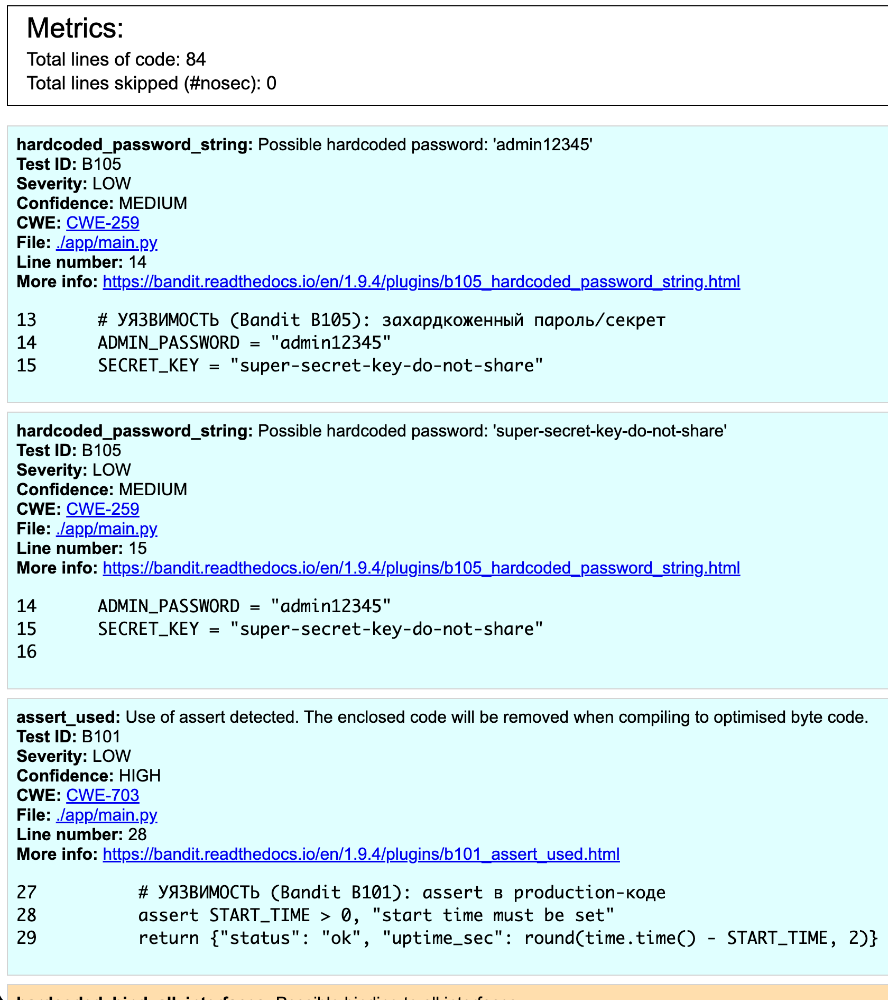 Metrics:
Total lines of code: 84
Total lines skipped (#nosec): 0
hardcoded_password_string: Possible hardcoded password: 'admin12345'
Test ID: B105
Severity: LOW
Confidence: MEDIUM
CWE: CWE-259
File: ./app/main.py
Line number: 14
More info: https://bandit.readthedocs.io/en/1.9.4/plugins/b105_hardcoded_password_string.html
13 # УЯЗВИМОСТЬ (Bandit B105): захардкоженный пароль/секрет
14 ADMIN_PASSWORD = "admin12345"
15 SECRET_KEY = "super-secret-key-do-not-share"
hardcoded_password_string: Possible hardcoded password: 'super-secret-key-do-not-share'
Test ID: B105
Severity: LOW
Confidence: MEDIUM
CWE: CWE-259
File: ./app/main.py
Line number: 15
More info: https://bandit.readthedocs.io/en/1.9.4/plugins/b105_hardcoded_password_string.html
14 ADMIN_PASSWORD = "admin12345"
15 SECRET_KEY = "super-secret-key-do-not-share"
16
assert_used: Use of assert detected. The enclosed code will be removed when compiling to optimised byte code.
Test ID: B101
Severity: LOW
Confidence: HIGH
CWE: CWE-703
File: ./app/main.py
Line number: 28
More info: https://bandit.readthedocs.io/en/1.9.4/plugins/b101_assert_used.html
27 # УЯЗВИМОСТЬ (Bandit B101): assert в production-коде
28 assert START_TIME > 0, "start time must be set"
29 return {"status": "ok", "uptime_sec": round(time.time() - START_TIME, 2)}